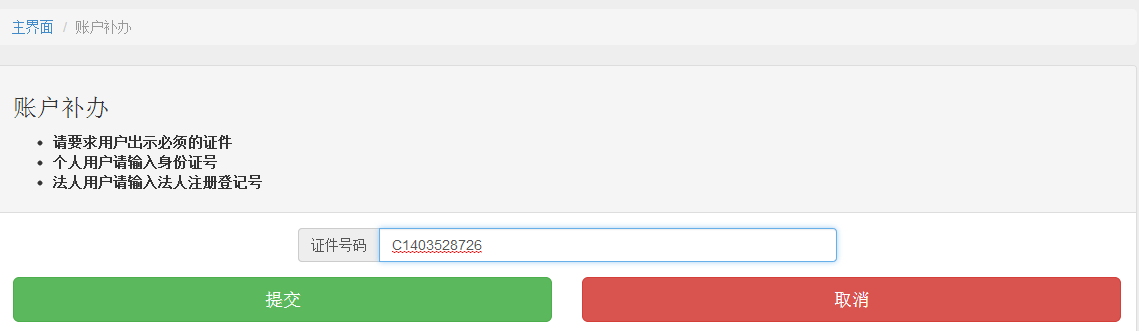 主界面 / 账户补办
账户补办
• 请要求用户出示必须的证件
• 个人用户请输入身份证号
• 法人用户请输入法人注册登记号
证件号码 C1403528726
提交 取消